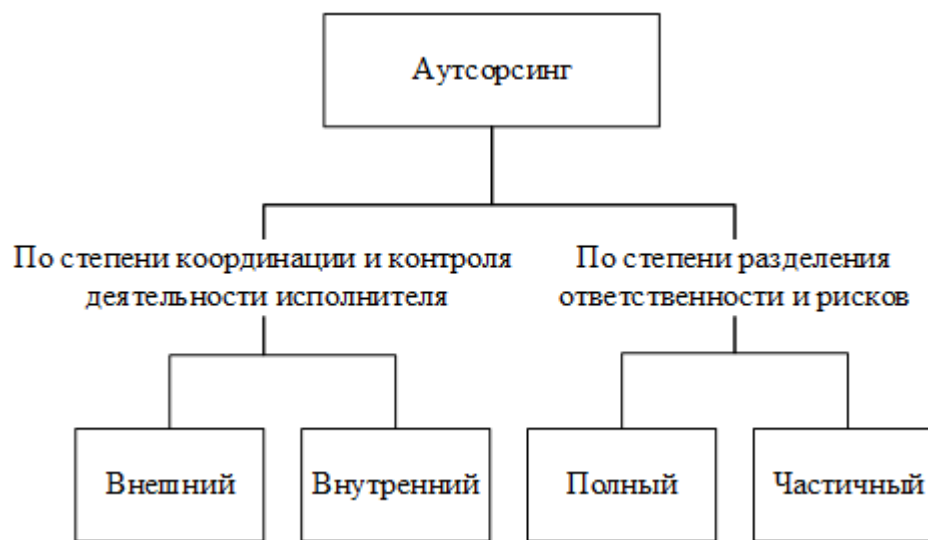 Аутсорсинг
По степени координации и контроля
деятельности исполнителя
По степени разделения
ответственности и рисков
Внешний
Внутренний
Полный
Частичный